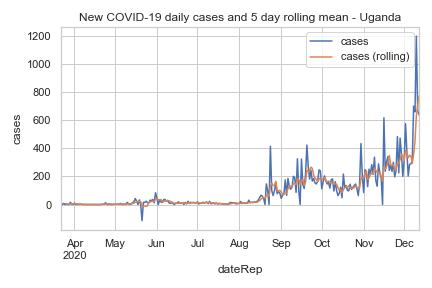 New COVID-19 daily cases and 5 day rolling mean - Uganda
cases
cases (rolling)
1200
1000
800
600
400
200
0
cases
Apr May Jun Jul Aug Sep Oct Nov Dec
2020
dateRep